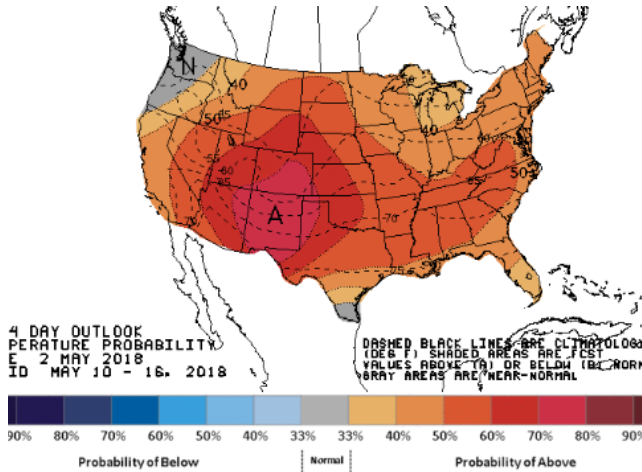 N
40
50
45
55
60
65
A
70
75
40
60
65
50
4 DAY OUTLOOK
PERATURE PROBABILITY
E 2 MAY 2018
ID MAY 10 - 16, 2018
DASHED BLACK LINES ARE CLIMATOLOG
(DEG F) SHADED AREAS ARE FCST
VALUES ABOVE (A) OR BELOW (B) NORM
GRAY AREAS ARE NEAR-NORMAL
90% 80% 70% 60% 50% 40% 33% 33% 40% 50% 60% 70% 80% 90%
Probability of Below Normal Probability of Above